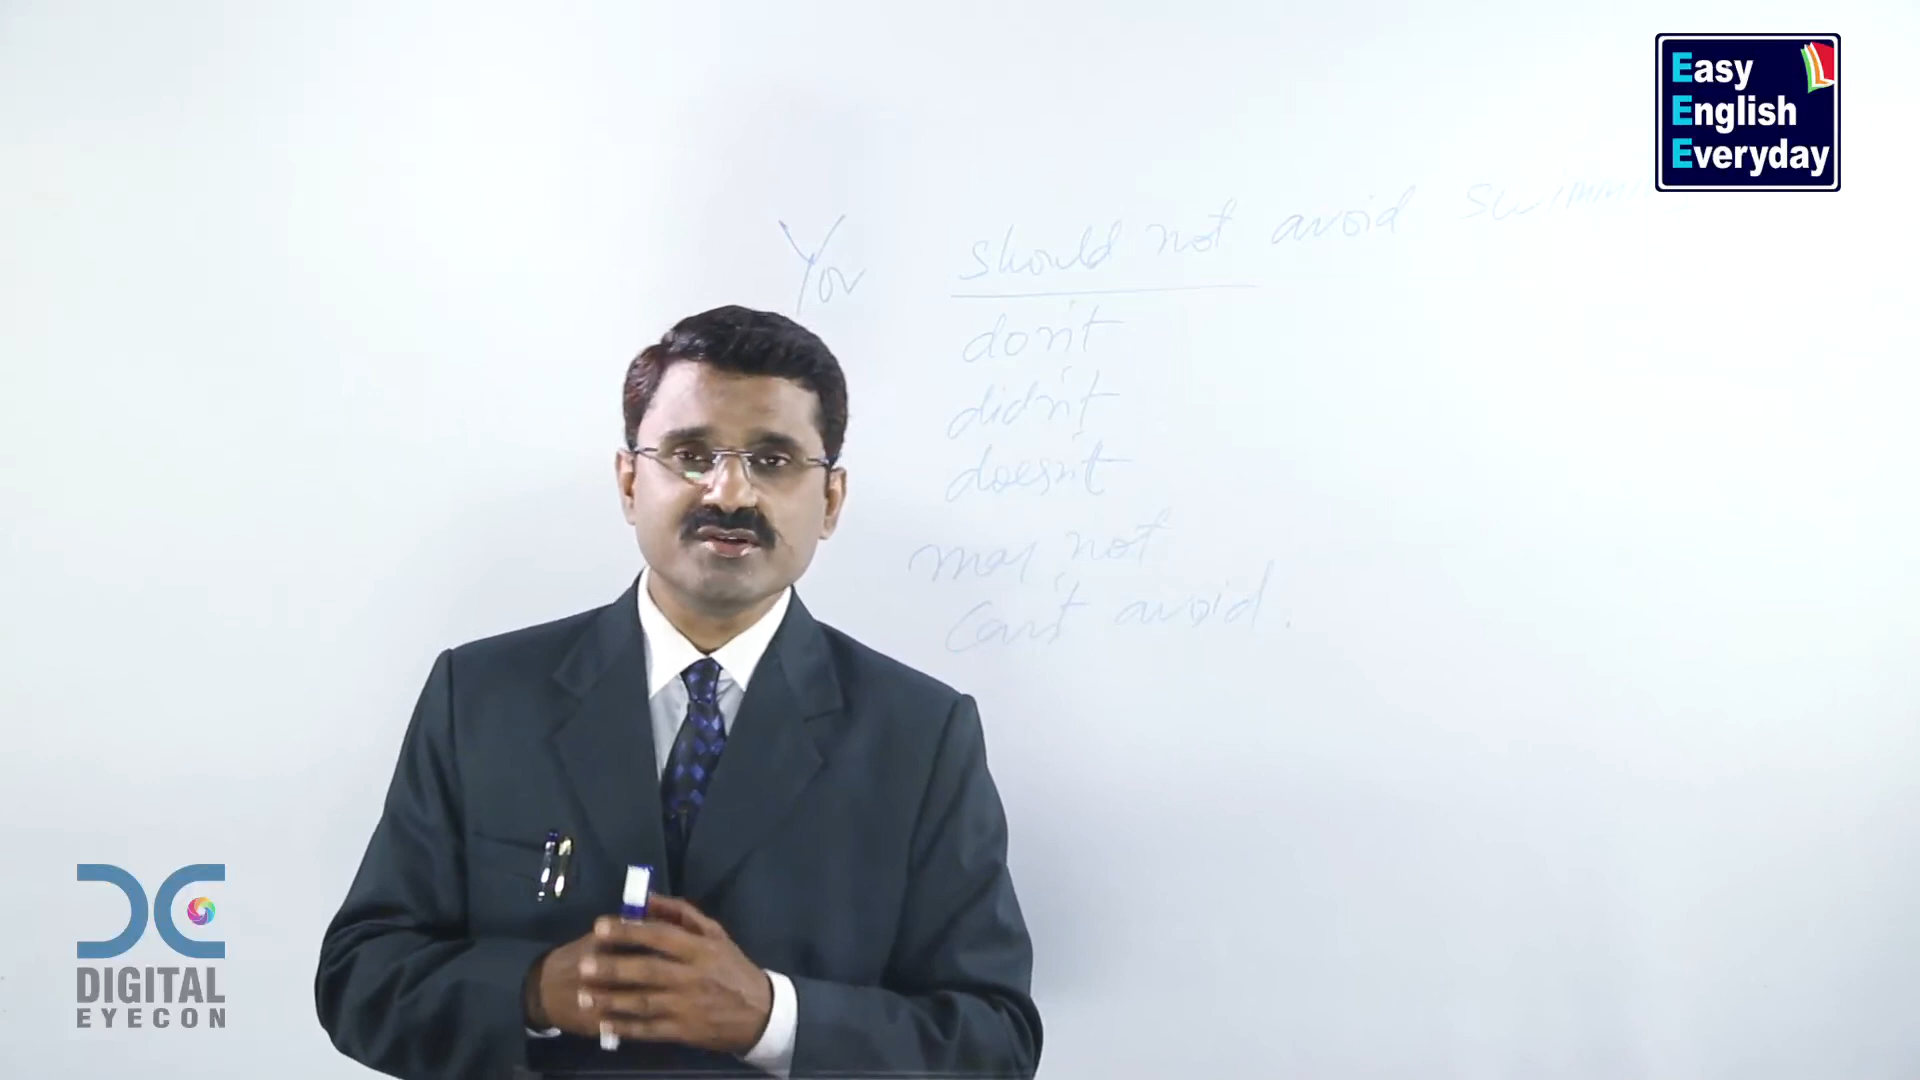 Easy
English
Everyday
You should not avoid
don't
didn't
doesn't
may not
can't avoid.
DIGITAL
EYECON